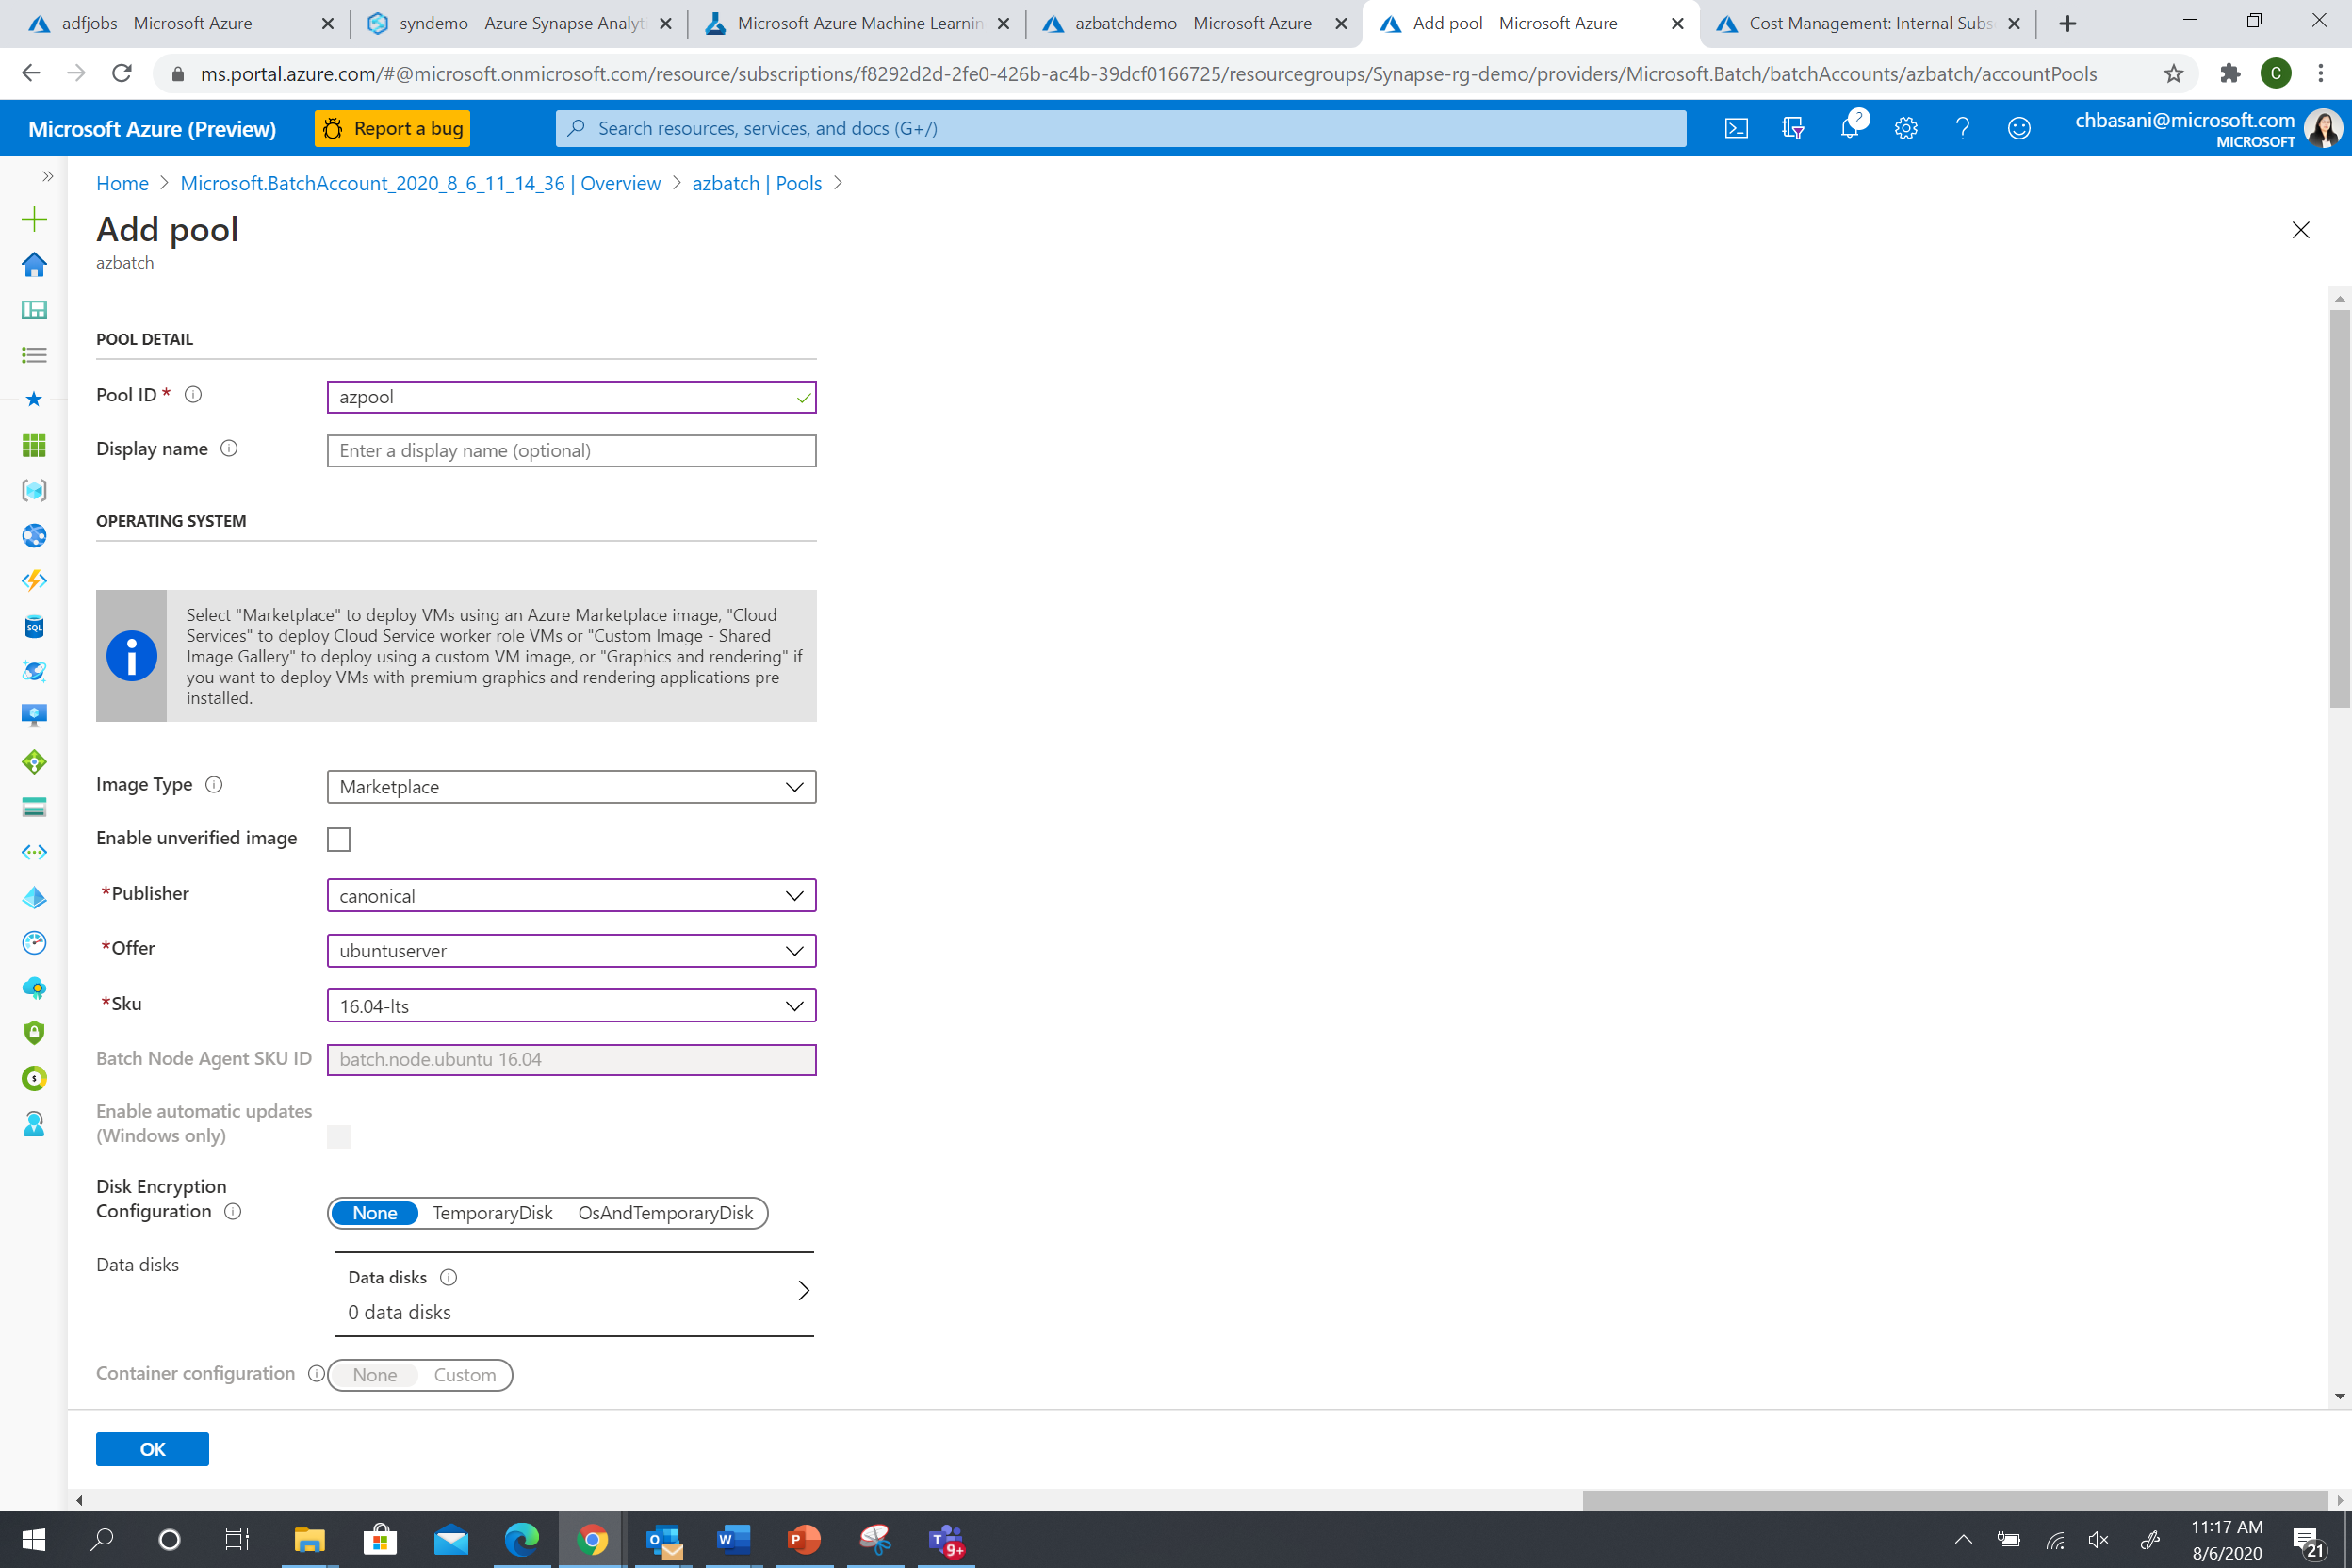 adfjobs - Microsoft Azure
syndemo - Azure Synapse Analyt
Microsoft Azure Machine Learnin
azbatchdemo - Microsoft Azure
Add pool - Microsoft Azure
Cost Management: Internal Subs
ms.portal.azure.com/#@microsoft.onmicrosoft.com/resource/subscriptions/f8292d2d-2fe0-426b-ac4b-39dcf0166725/resourcegroups/Synapse-rg-demo/providers/Microsoft.Batch/batchAccounts/azbatch/accountPools
C
Microsoft Azure (Preview)
Report a bug
Search resources, services, and docs (G+/)
2
chbasani@microsoft.com
MICROSOFT
Home > Microsoft.BatchAccount_2020_8_6_11_14_36 | Overview > azbatch | Pools >
Add pool
azbatch
POOL DETAIL
Pool ID *
azpool
Display name
Enter a display name (optional)
OPERATING SYSTEM
Select "Marketplace" to deploy VMs using an Azure Marketplace image, "Cloud
Services" to deploy Cloud Service worker role VMs or "Custom Image - Shared
Image Gallery" to deploy using a custom VM image, or "Graphics and rendering" if
you want to deploy VMs with premium graphics and rendering applications pre-
installed.
Image Type
Marketplace
Enable unverified image
*Publisher
canonical
*Offer
ubuntuserver
*Sku
16.04-lts
Batch Node Agent SKU ID
batch.node.ubuntu 16.04
Enable automatic updates
(Windows only)
Disk Encryption
Configuration
None TemporaryDisk OsAndTemporaryDisk
Data disks
Data disks
0 data disks
Container configuration
None Custom
OK
SQL
9+
11:17 AM
8/6/2020
21